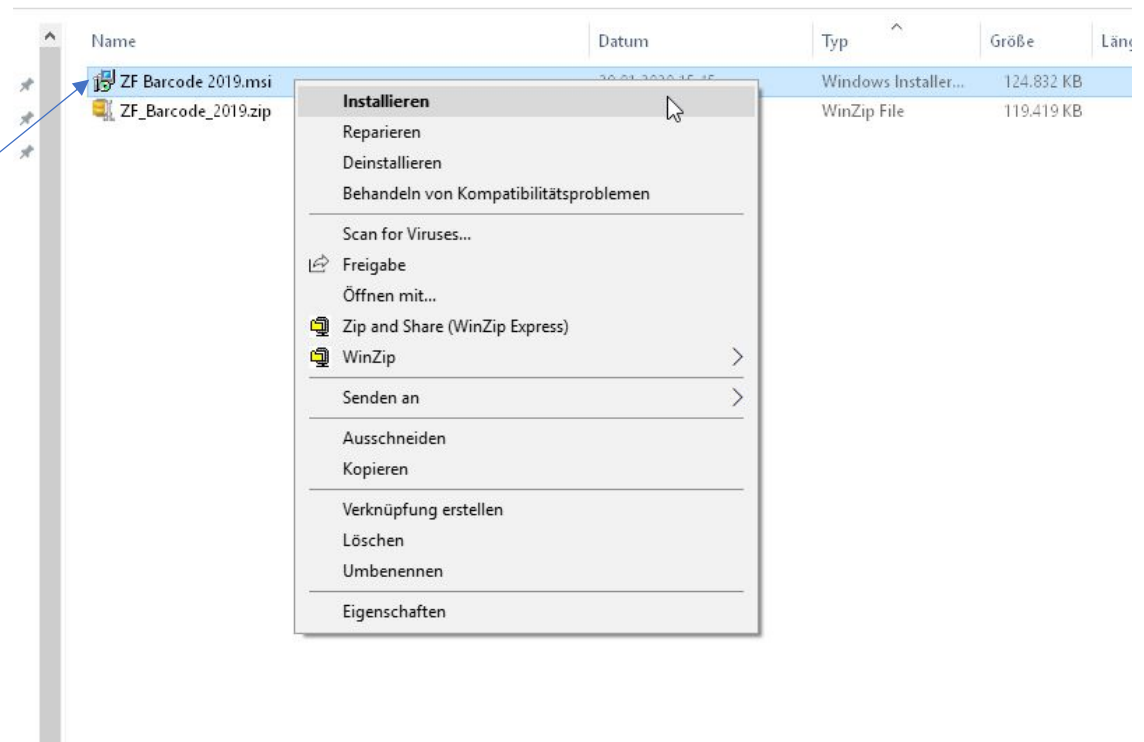 Name Datum Typ Größe Läng
ZF Barcode 2019.msi Windows Installer... 124.832 KB
ZF_Barcode_2019.zip WinZip File 119.419 KB
Installieren
Reparieren
Deinstallieren
Behandeln von Kompatibilitätsproblemen
Scan for Viruses...
Freigabe
Öffnen mit...
Zip and Share (WinZip Express)
WinZip
Senden an
Ausschneiden
Kopieren
Verknüpfung erstellen
Löschen
Umbenennen
Eigenschaften